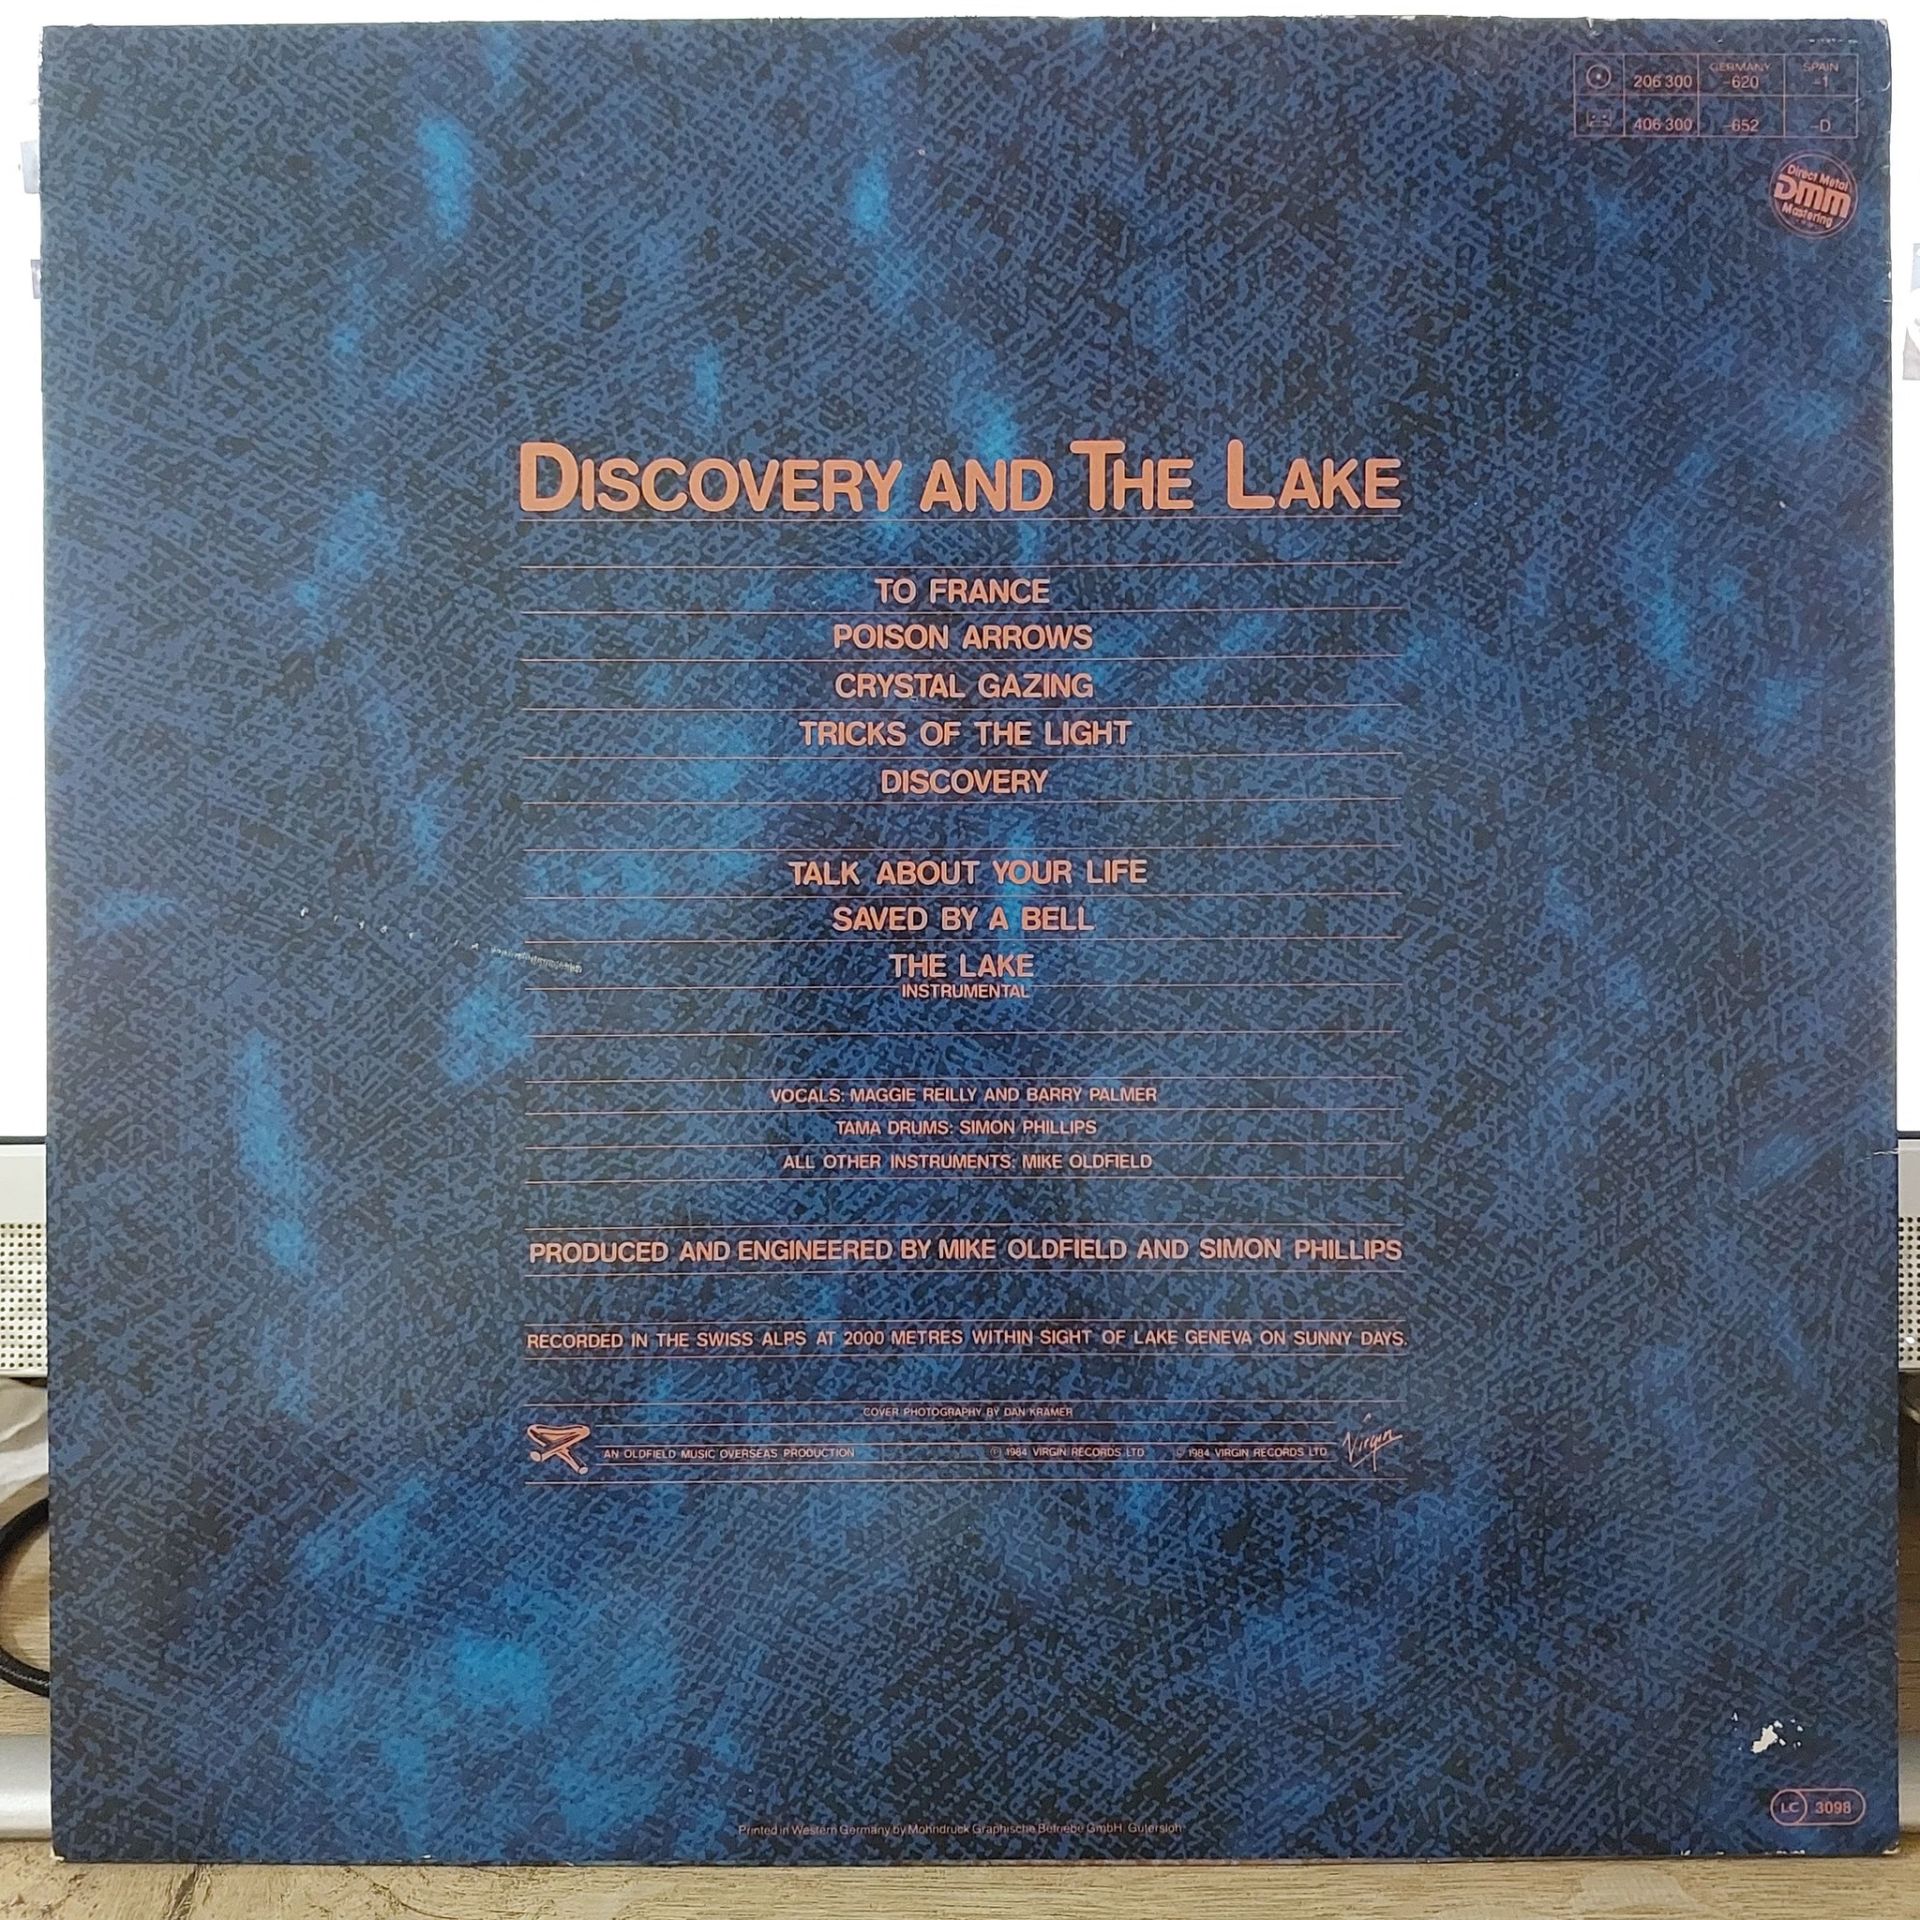 GERMANY SPAIN
206 300 -620 -1
406 300 -652 -D
Direct Metal
DMM
Mastering
DISCOVERY AND THE LAKE
TO FRANCE
POISON ARROWS
CRYSTAL GAZING
TRICKS OF THE LIGHT
DISCOVERY
TALK ABOUT YOUR LIFE
SAVED BY A BELL
THE LAKE
INSTRUMENTAL
VOCALS: MAGGIE REILLY AND BARRY PALMER
TAMA DRUMS: SIMON PHILLIPS
ALL OTHER INSTRUMENTS: MIKE OLDFIELD
PRODUCED AND ENGINEERED BY MIKE OLDFIELD AND SIMON PHILLIPS
RECORDED IN THE SWISS ALPS AT 2000 METRES WITHIN SIGHT OF LAKE GENEVA ON SUNNY DAYS.
COVER PHOTOGRAPHY BY DAN KRAMER
AN OLDFIELD MUSIC OVERSEAS PRODUCTION ℗ 1984 VIRGIN RECORDS LTD © 1984 VIRGIN RECORDS LTD
Virgin
LC 3098
Printed in Western Germany by Mohndruck Graphische Betriebe GmbH, Gütersloh